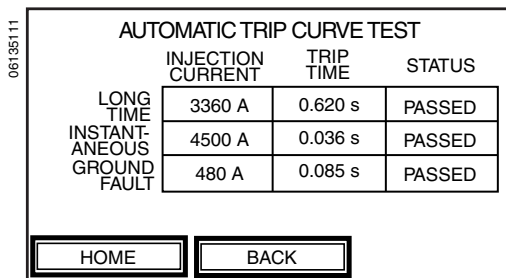 06135111
AUTOMATIC TRIP CURVE TEST
INJECTION CURRENT TRIP TIME STATUS
LONG TIME 3360 A 0.620 s PASSED
INSTANT-ANEOUS 4500 A 0.036 s PASSED
GROUND FAULT 480 A 0.085 s PASSED
HOME BACK